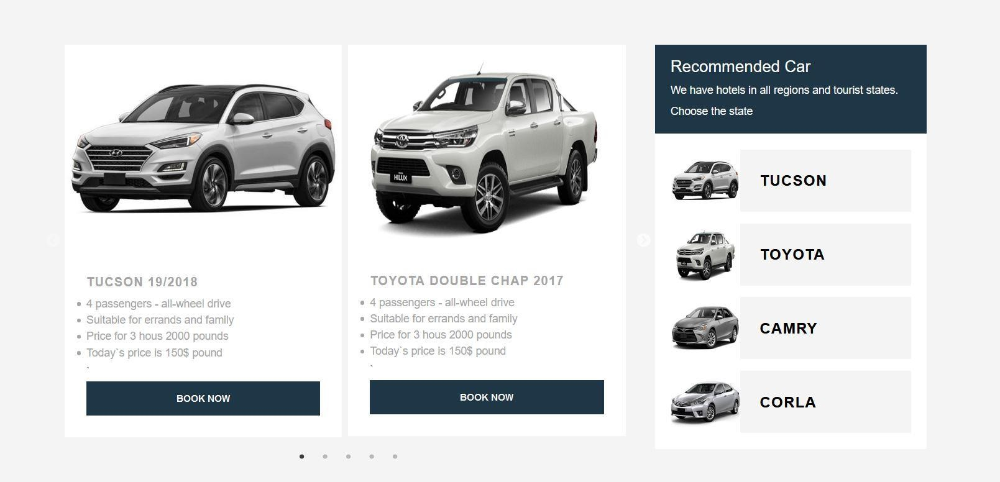 TUCSON 19/2018
4 passengers - all-wheel drive
Suitable for errands and family
Price for 3 hous 2000 pounds
Today`s price is 150$ pound
`
BOOK NOW
HILUX
TOYOTA DOUBLE CHAP 2017
4 passengers - all-wheel drive
Suitable for errands and family
Price for 3 hous 2000 pounds
Today`s price is 150$ pound
`
BOOK NOW
Recommended Car
We have hotels in all regions and tourist states.
Choose the state
TUCSON
TOYOTA
CAMRY
CORLA